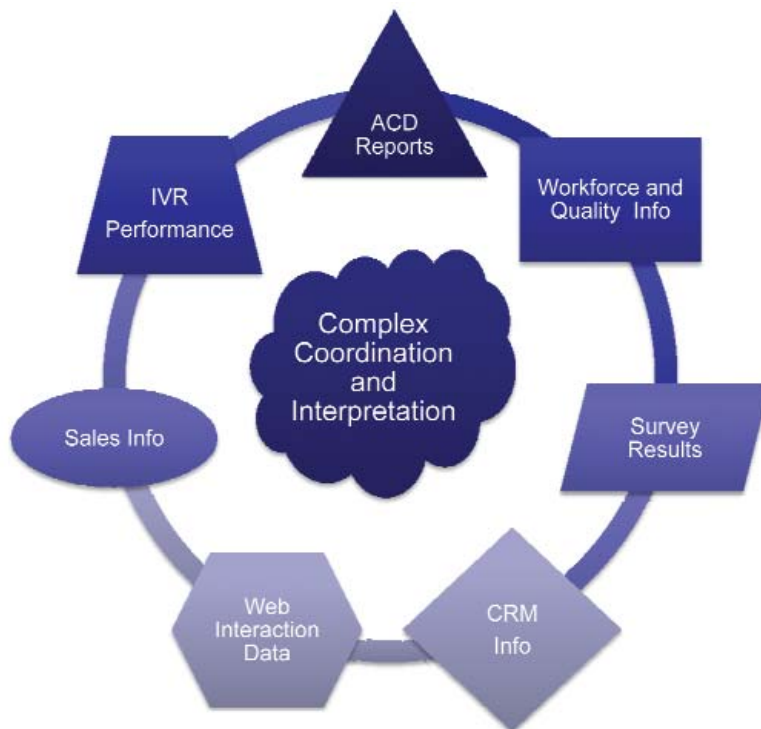 ACD
Reports
Workforce and
Quality Info
Survey
Results
CRM
Info
Web
Interaction
Data
Sales Info
IVR
Performance
Complex
Coordination
and
Interpretation